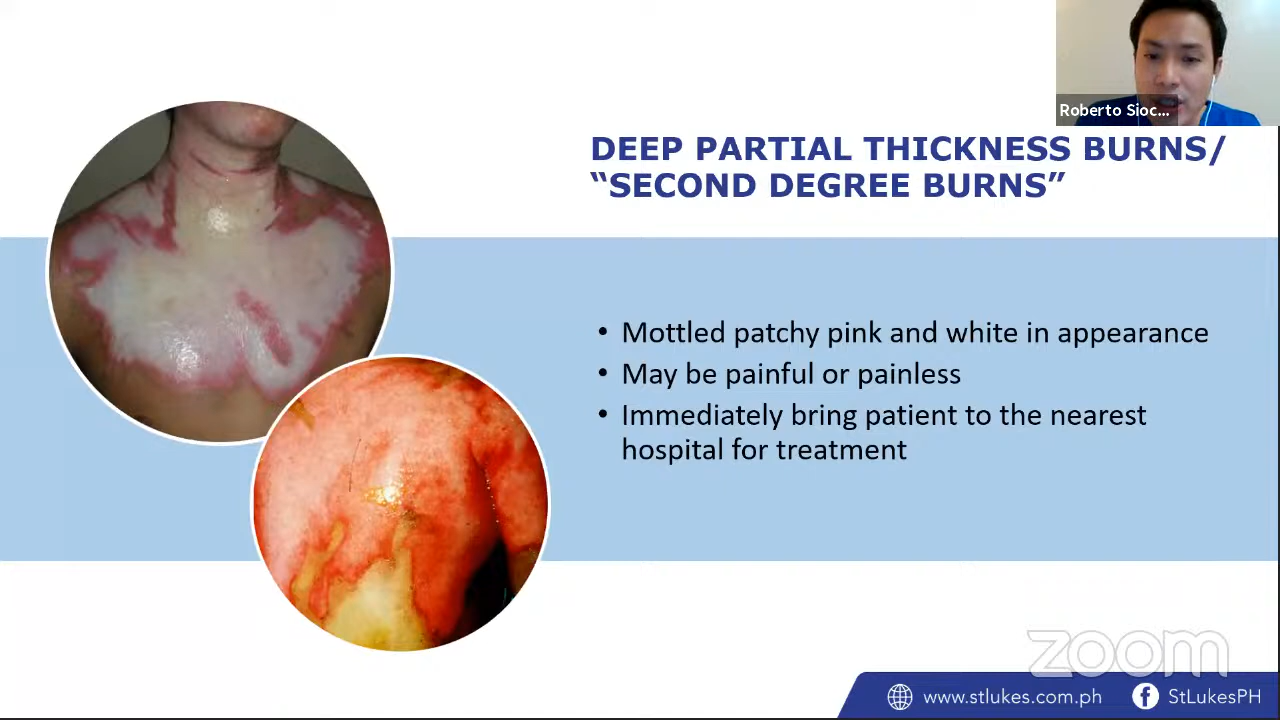 Roberto Sioc...
DEEP PARTIAL THICKNESS BURNS/
“SECOND DEGREE BURNS”
• Mottled patchy pink and white in appearance
• May be painful or painless
• Immediately bring patient to the nearest
hospital for treatment
zoom
www.stlukes.com.ph
StLukesPH